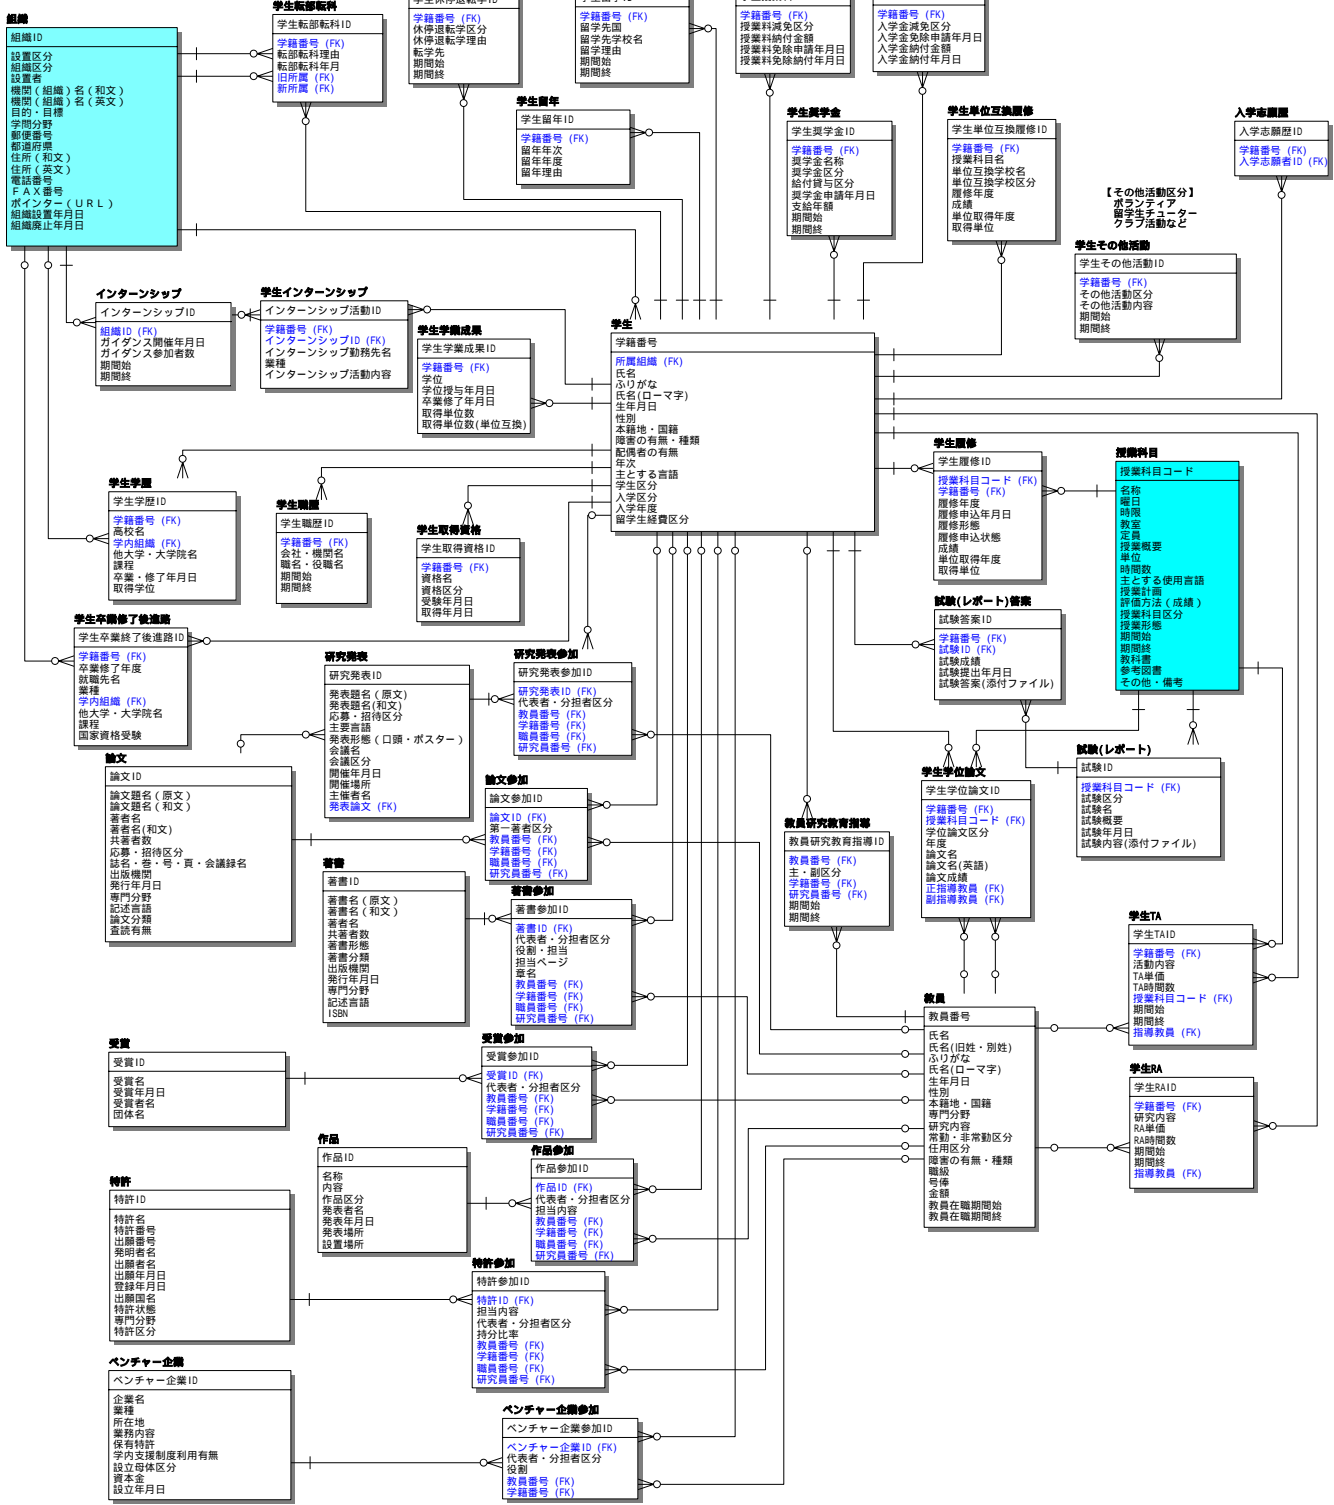 組織
組織ID
設置区分
組織区分
設置者
機関(組織)名(和文)
機関(組織)名(英文)
目的・目標
学問分野
郵便番号
都道府県
住所(和文)
住所(英文)
電話番号
FAX番号
ポインター(URL)
組織設置年月日
組織廃止年月日
学生転部転科
学生転部転科ID
学籍番号 (FK)
転部転科理由
転部転科年月
旧所属 (FK)
新所属 (FK)
学籍番号 (FK)
休停退転学区分
休停退転学理由
転学先
期間始
期間終
学籍番号 (FK)
留学先国
留学先学校名
留学理由
期間始
期間終
学籍番号 (FK)
授業料減免区分
授業料納付金額
授業料免除申請年月日
授業料免除納付年月日
学籍番号 (FK)
入学金減免区分
入学金免除申請年月日
入学金納付金額
入学金納付年月日
学生留年
学生留年ID
学籍番号 (FK)
留年年次
留年年度
留年理由
学生奨学金
学生奨学金ID
学籍番号 (FK)
奨学金名称
奨学金区分
給付貸与区分
奨学金申請年月日
支給年額
期間始
期間終
学生単位互換履修
学生単位互換履修ID
学籍番号 (FK)
授業科目名
単位互換学校名
単位互換学校区分
履修年度
成績
単位取得年度
取得単位
入学志願歴
入学志願歴ID
学籍番号 (FK)
入学志願者ID (FK)
【その他活動区分】
ボランティア
留学生チューター
クラブ活動など
学生その他活動
学生その他活動ID
学籍番号 (FK)
その他活動区分
その他活動内容
期間始
期間終
インターンシップ
インターンシップID
組織ID (FK)
ガイダンス開催年月日
ガイダンス参加者数
期間始
期間終
学生インターンシップ
インターンシップ活動ID
学籍番号 (FK)
インターンシップID (FK)
インターンシップ勤務先名
業種
インターンシップ活動内容
学生学業成果
学生学業成果ID
学籍番号 (FK)
学位
学位授与年月日
卒業修了年月日
取得単位数
取得単位数(単位互換)
学生
学籍番号
所属組織 (FK)
氏名
ふりがな
氏名(ローマ字)
生年月日
性別
本籍地・国籍
障害の有無・種類
配偶者の有無
年次
主とする言語
学生区分
入学区分
入学年度
留学生経費区分
学生履修
学生履修ID
授業科目コード (FK)
学籍番号 (FK)
履修年度
履修申込年月日
履修形態
履修申込状態
成績
単位取得年度
取得単位
授業科目
授業科目コード
名称
曜日
時限
教室
定員
授業概要
単位
時間数
主とする使用言語
授業計画
評価方法(成績)
授業科目区分
授業形態
期間始
期間終
教科書
参考図書
その他・備考
学生学歴
学生学歴ID
学籍番号 (FK)
高校名
学内組織 (FK)
他大学・大学院名
課程
卒業・修了年月日
取得学位
学生職歴
学生職歴ID
学籍番号 (FK)
会社・機関名
職名・役職名
期間始
期間終
学生取得資格
学生取得資格ID
学籍番号 (FK)
資格名
資格区分
受験年月日
取得年月日
試験(レポート)答案
試験答案ID
学籍番号 (FK)
試験ID (FK)
試験成績
試験提出年月日
試験答案(添付ファイル)
学生卒業修了後進路
学生卒業終了後進路ID
学籍番号 (FK)
卒業修了年度
就職先名
業種
学内組織 (FK)
他大学・大学院名
課程
国家資格受験
研究発表
研究発表ID
発表題名(原文)
発表題名(和文)
応募・招待区分
主要言語
発表形態(口頭・ポスター)
会議名
会議区分
開催年月日
開催場所
主催者名
発表論文 (FK)
研究発表参加
研究発表参加ID
研究発表ID (FK)
代表者・分担者区分
教員番号 (FK)
学籍番号 (FK)
職員番号 (FK)
研究員番号 (FK)
試験(レポート)
試験ID
授業科目コード (FK)
試験区分
試験名
試験概要
試験年月日
試験内容(添付ファイル)
論文
論文ID
論文題名(原文)
論文題名(和文)
著者名
著者名(和文)
共著者数
応募・招待区分
誌名・巻・号・頁・会議録名
出版機関
発行年月日
専門分野
記述言語
論文分類
査読有無
論文参加
論文参加ID
論文ID (FK)
第一著者区分
教員番号 (FK)
学籍番号 (FK)
職員番号 (FK)
研究員番号 (FK)
学生学位論文
学生学位論文ID
学籍番号 (FK)
授業科目コード (FK)
学位論文区分
年度
論文名
論文名(英語)
論文成績
正指導教員 (FK)
副指導教員 (FK)
教員研究教育指導
教員研究教育指導ID
教員番号 (FK)
主・副区分
学籍番号 (FK)
研究員番号 (FK)
期間始
期間終
著書
著書ID
著書名(原文)
著書名(和文)
著者名
共著者数
著書形態
著書分類
出版機関
発行年月日
専門分野
記述言語
ISBN
著書参加
著書参加ID
著書ID (FK)
代表者・分担者区分
役割・担当
担当ページ
章名
教員番号 (FK)
学籍番号 (FK)
職員番号 (FK)
研究員番号 (FK)
学生TA
学生TAID
学籍番号 (FK)
活動内容
TA単価
TA時間数
授業科目コード (FK)
期間始
期間終
指導教員 (FK)
教員
教員番号
氏名
氏名(旧姓・別姓)
ふりがな
氏名(ローマ字)
生年月日
性別
本籍地・国籍
専門分野
研究内容
常勤・非常勤区分
任用区分
障害の有無・種類
職級
号俸
金額
教員在職期間始
教員在職期間終
受賞
受賞ID
受賞名
受賞年月日
受賞者名
団体名
受賞参加
受賞参加ID
受賞ID (FK)
代表者・分担者区分
教員番号 (FK)
学籍番号 (FK)
職員番号 (FK)
研究員番号 (FK)
学生RA
学生RAID
学籍番号 (FK)
研究内容
RA単価
RA時間数
期間始
期間終
指導教員 (FK)
作品
作品ID
名称
内容
作品区分
発表者名
発表年月日
発表場所
設置場所
作品参加
作品参加ID
作品ID (FK)
代表者・分担者区分
担当内容
教員番号 (FK)
学籍番号 (FK)
職員番号 (FK)
研究員番号 (FK)
特許
特許ID
特許名
特許番号
出願番号
発明者名
出願者名
出願年月日
登録年月日
出願国名
特許状態
専門分野
特許区分
特許参加
特許参加ID
特許ID (FK)
担当内容
代表者・分担者区分
持分比率
教員番号 (FK)
学籍番号 (FK)
職員番号 (FK)
研究員番号 (FK)
ベンチャー企業
ベンチャー企業ID
企業名
業種
所在地
業務内容
保有特許
学内支援制度利用有無
設立母体区分
資本金
設立年月日
ベンチャー企業参加
ベンチャー企業参加ID
ベンチャー企業ID (FK)
代表者・分担者区分
役割
教員番号 (FK)
学籍番号 (FK)